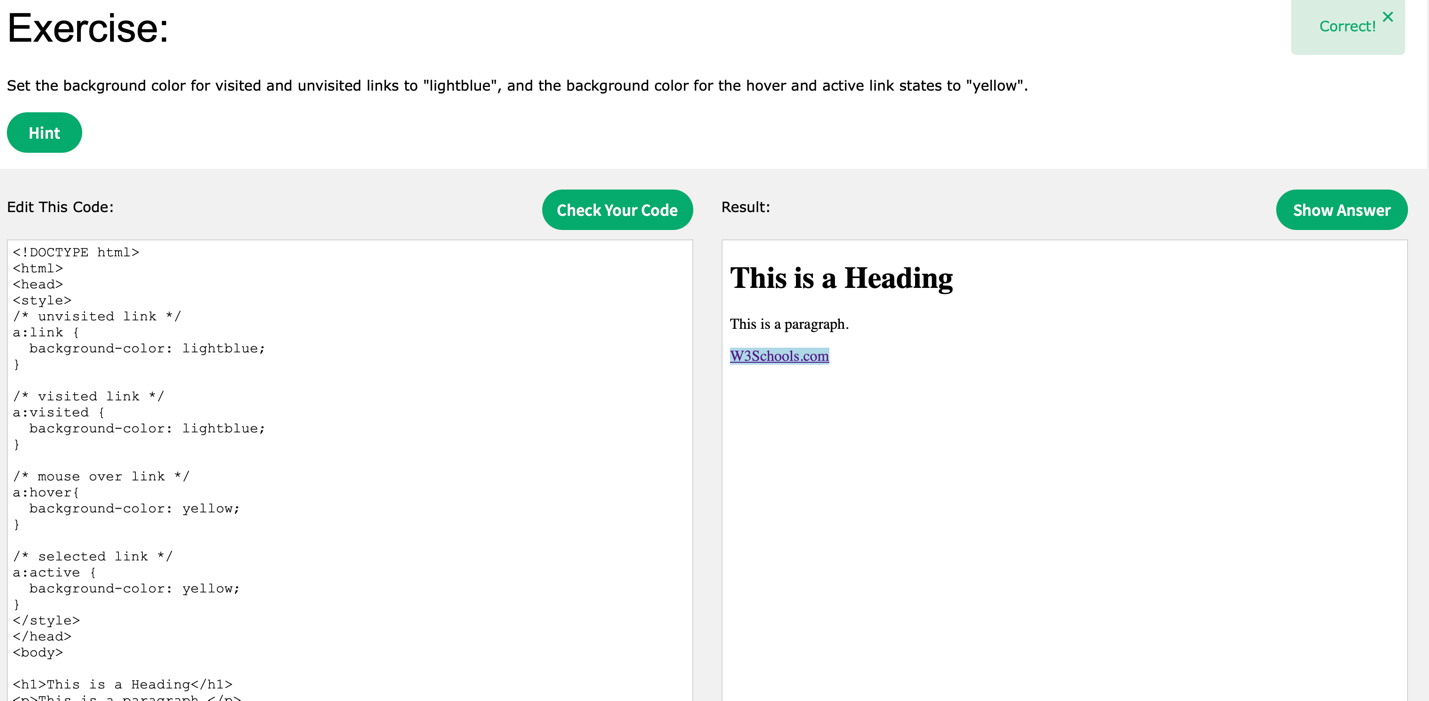 Exercise:
Correct! ×
Set the background color for visited and unvisited links to "lightblue", and the background color for the hover and active link states to "yellow".
Hint
Edit This Code:
Check Your Code
<!DOCTYPE html>
<html>
<head>
<style>
/* unvisited link */
a:link {
  background-color: lightblue;
}

/* visited link */
a:visited {
  background-color: lightblue;
}

/* mouse over link */
a:hover{
  background-color: yellow;
}

/* selected link */
a:active {
  background-color: yellow;
}
</style>
</head>
<body>

<h1>This is a Heading</h1>
<p>This is a paragraph.</p>
Result:
Show Answer
This is a Heading
This is a paragraph.
W3Schools.com